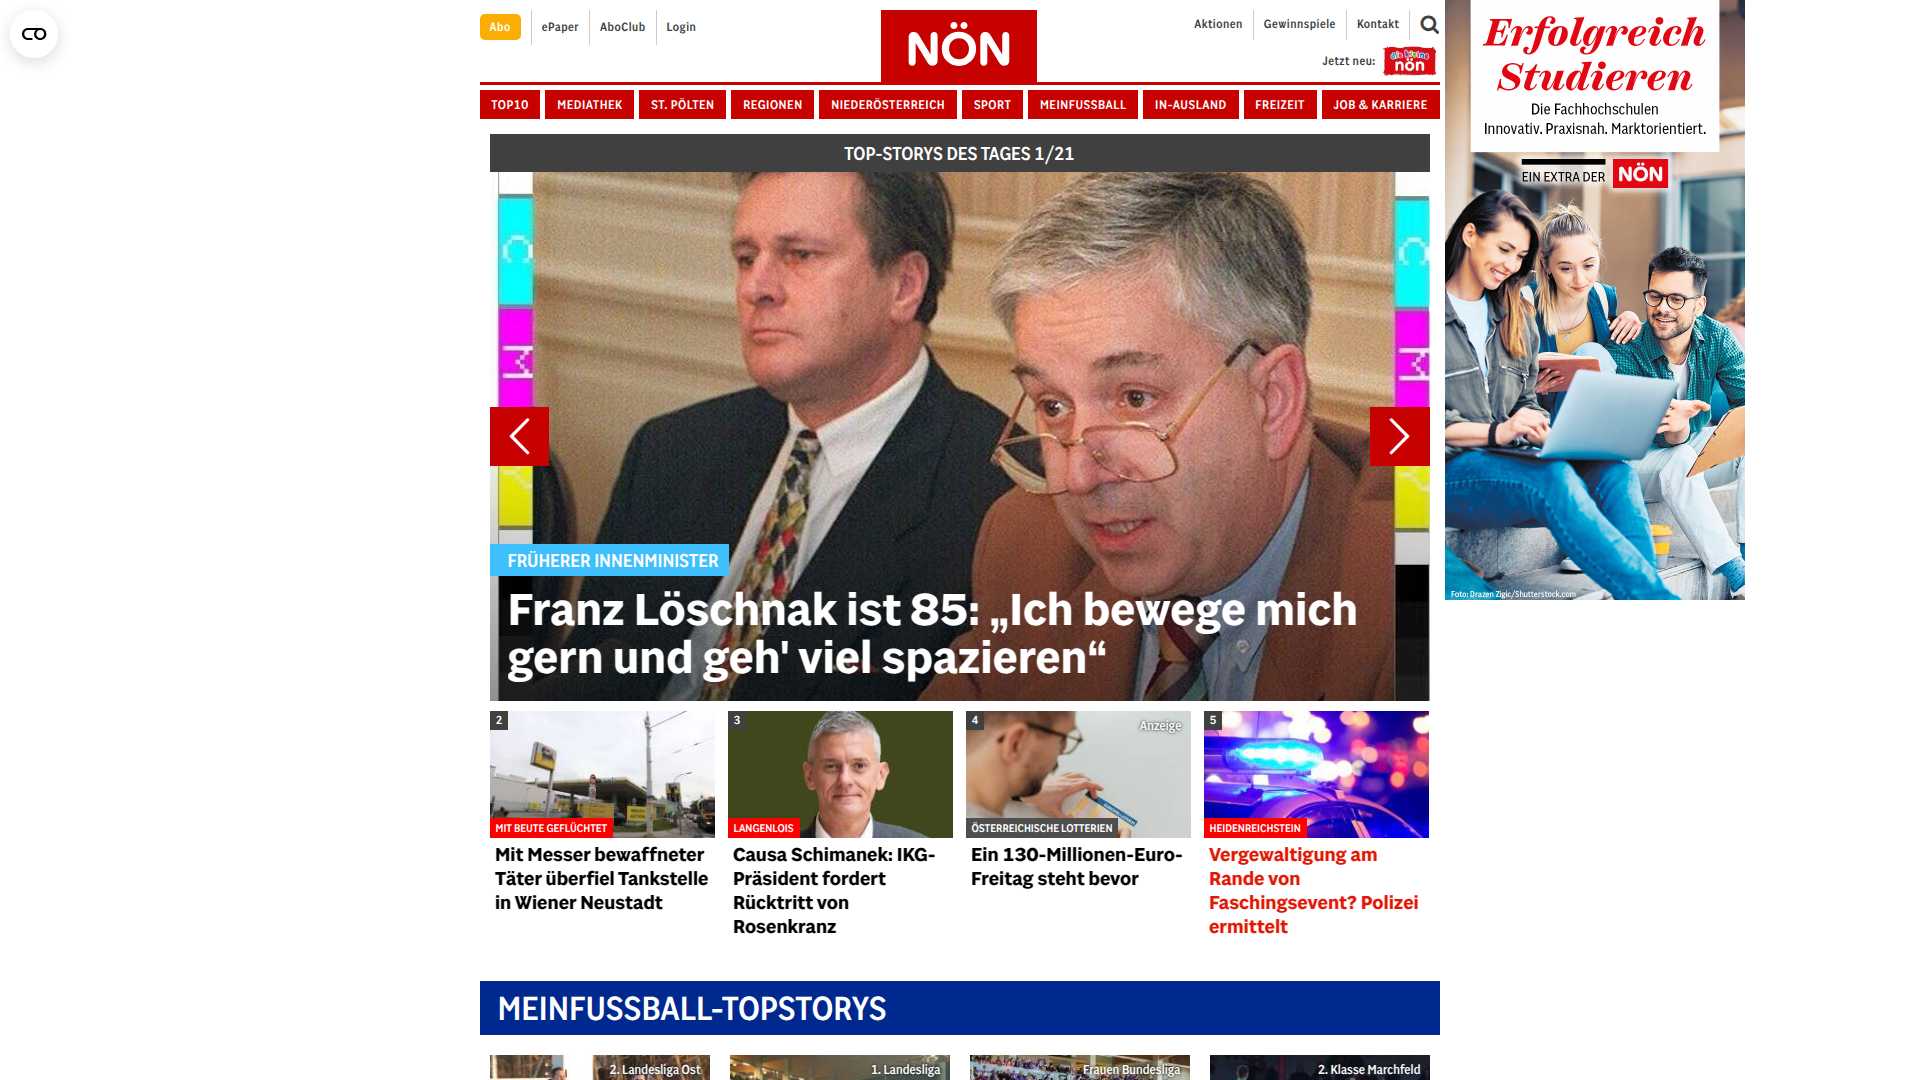 Abo
ePaper
AboClub
Login
NÖN
Aktionen
Gewinnspiele
Kontakt
Jetzt neu:
die kleine
nön
TOP10
MEDIATHEK
ST. PÖLTEN
REGIONEN
NIEDERÖSTERREICH
SPORT
MEINFUSSBALL
IN-AUSLAND
FREIZEIT
JOB & KARRIERE
TOP-STORYS DES TAGES 1/21
C
C
M
M
FRÜHERER INNENMINISTER
Franz Löschnak ist 85: „Ich bewege mich
gern und geh' viel spazieren“
2
MIT BEUTE GEFLÜCHTET
Mit Messer bewaffneter
Täter überfiel Tankstelle
in Wiener Neustadt
3
LANGENLOIS
Causa Schimanek: IKG-
Präsident fordert
Rücktritt von
Rosenkranz
4
Anzeige
ÖSTERREICHISCHE LOTTERIEN
Ein 130-Millionen-Euro-
Freitag steht bevor
5
HEIDENREICHSTEIN
Vergewaltigung am
Rande von
Faschingsevent? Polizei
ermittelt
MEINFUSSBALL-TOPSTORYS
2. Landesliga Ost
1. Landesliga
Frauen Bundesliga
2. Klasse Marchfeld
Erfolgreich
Studieren
Die Fachhochschulen
Innovativ. Praxisnah. Marktorientiert.
EIN EXTRA DER NÖN
Foto: Drazen Zigic/Shutterstock.com